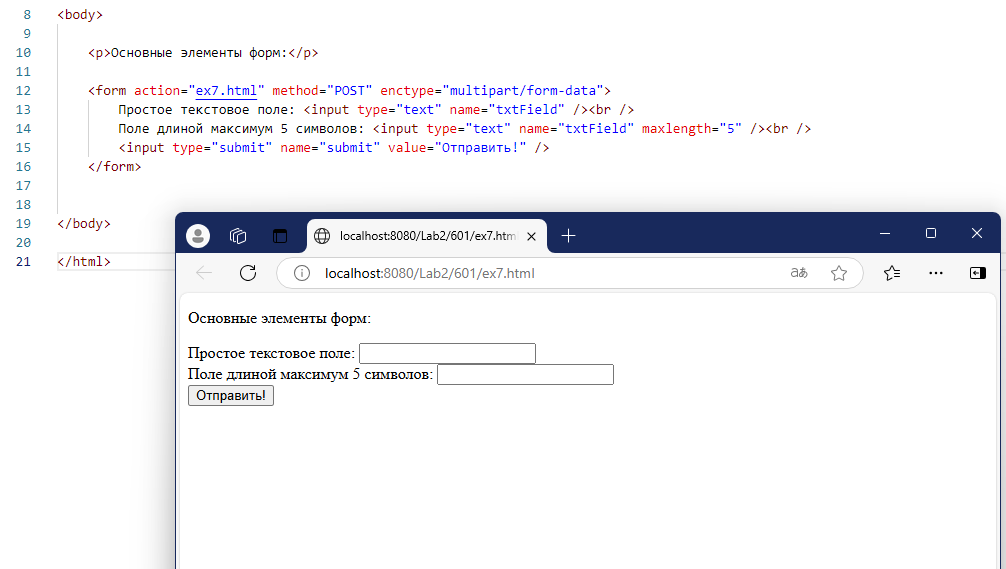 8 <body>
9
10 <p>Основные элементы форм:</p>
11
12 <form action="ex7.html" method="POST" enctype="multipart/form-data">
13 Простое текстовое поле: <input type="text" name="txtField" /><br />
14 Поле длиной максимум 5 символов: <input type="text" name="txtField" maxlength="5" /><br />
15 <input type="submit" name="submit" value="Отправить!" />
16 </form>
17
18
19 </body>
20
21 </html>
localhost:8080/Lab2/601/ex7.htm
localhost:8080/Lab2/601/ex7.html
Основные элементы форм:
Простое текстовое поле:
Поле длиной максимум 5 символов:
Отправить!